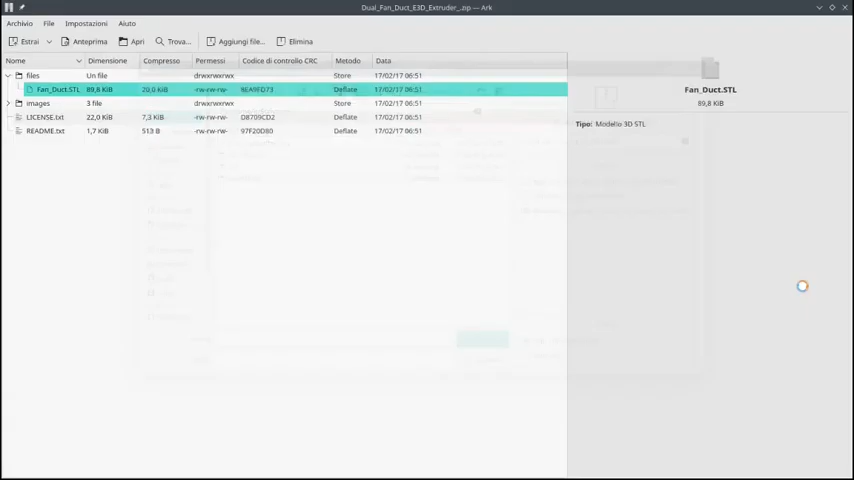 Dual_Fan_Duct_E3D_Extruder_.zip — Ark
Archivio File Impostazioni Aiuto
Estrai Anteprima Apri Trova... Aggiungi file... Elimina
Nome Dimensione Compresso Permessi Codice di controllo CRC Metodo Data
files Un file drwxrwxrwx Store 17/02/17 06:51
Fan_Duct.STL 89,8 KiB 20,0 KiB -rw-rw-rw- 9EA9FD73 Deflate 17/02/17 06:51
images 3 file drwxrwxrwx Store 17/02/17 06:51
LICENSE.txt 22,0 KiB 7,3 KiB -rw-rw-rw- D8709CD2 Deflate 17/02/17 06:51
README.txt 1,7 KiB 513 B -rw-rw-rw- 97F20D80 Deflate 17/02/17 06:51
Fan_Duct.STL
89,8 KiB
Tipo: Modello 3D STL